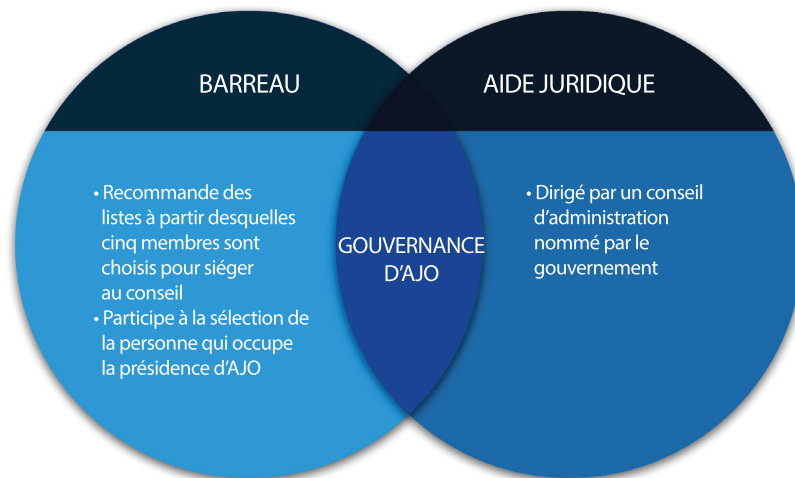 BARREAU
AIDE JURIDIQUE
• Recommande des
listes à partir desquelles
cinq membres sont
choisis pour siéger
au conseil
• Participe à la sélection de
la personne qui occupe
la présidence d’AJO
GOUVERNANCE
D’AJO
• Dirigé par un conseil
d’administration
nommé par le
gouvernement